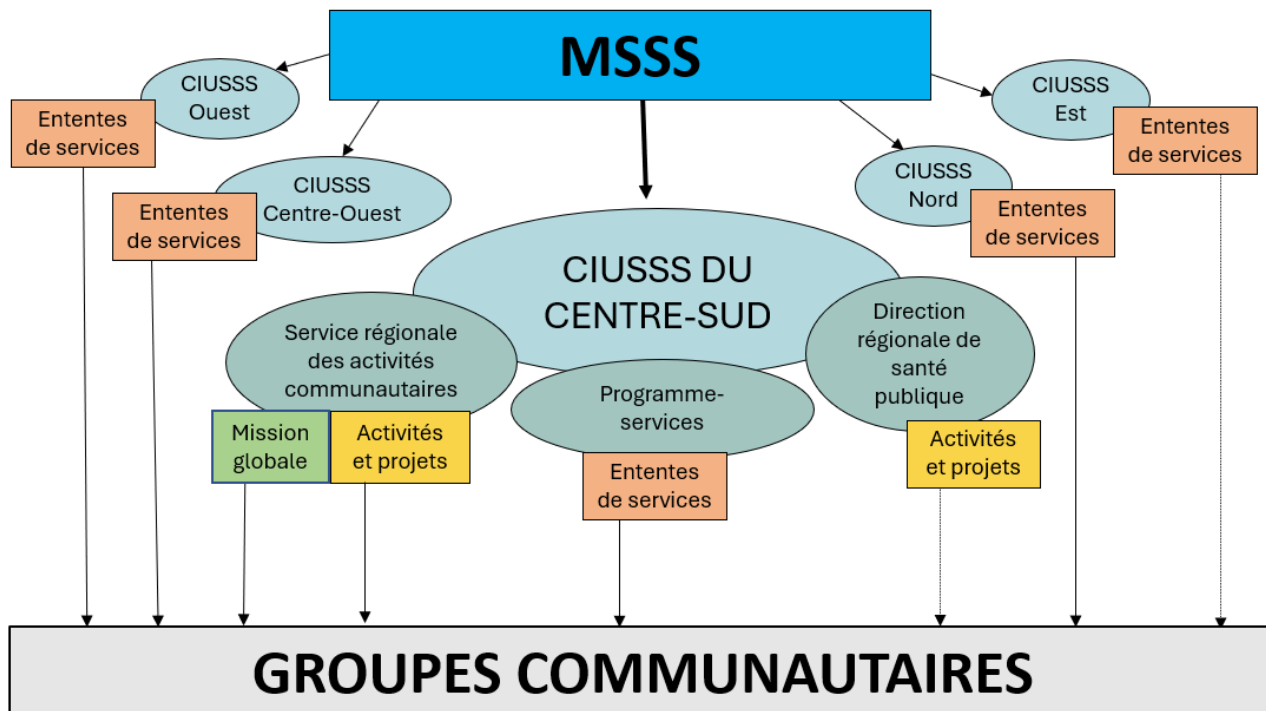 MSSS
CIUSSS
Ouest
Ententes
de services
CIUSSS
Centre-Ouest
Ententes
de services
CIUSSS
Est
Ententes
de services
CIUSSS
Nord
Ententes
de services
CIUSSS DU
CENTRE-SUD
Service régionale
des activités
communautaires
Mission
globale
Activités
et projets
Programme-
services
Ententes
de services
Direction
régionale de
santé
publique
Activités
et projets
GROUPES COMMUNAUTAIRES